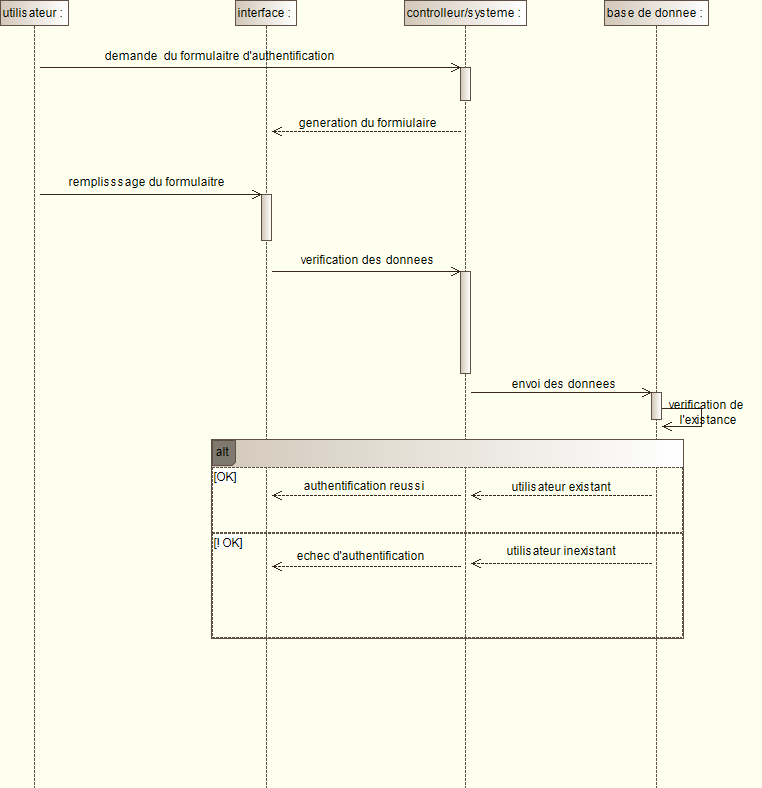 utilisateur :
interface :
controlleur/systeme :
base de donnee :
demande du formulaitre d'authentification
generation du formiulaire
remplisssage du formulaitre
verification des donnees
envoi des donnees
verification de
l'existance
alt
[OK]
authentification reussi
utilisateur existant
[! OK]
echec d'authentification
utilisateur inexistant